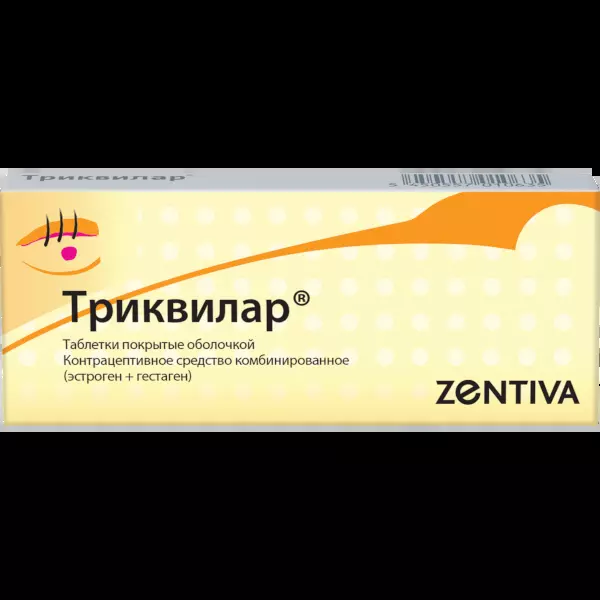 Триквилар®
Триквилар®
Таблетки покрытые оболочкой
Контрацептивное средство комбинированное
(эстроген + гестаген)
ZENTIVA